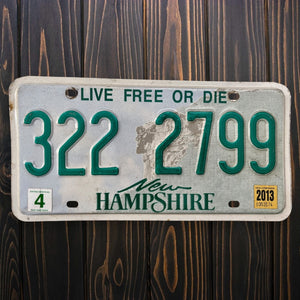 LIVE FREE OR DIE
322 2799
New
HAMPSHIRE
4
2013